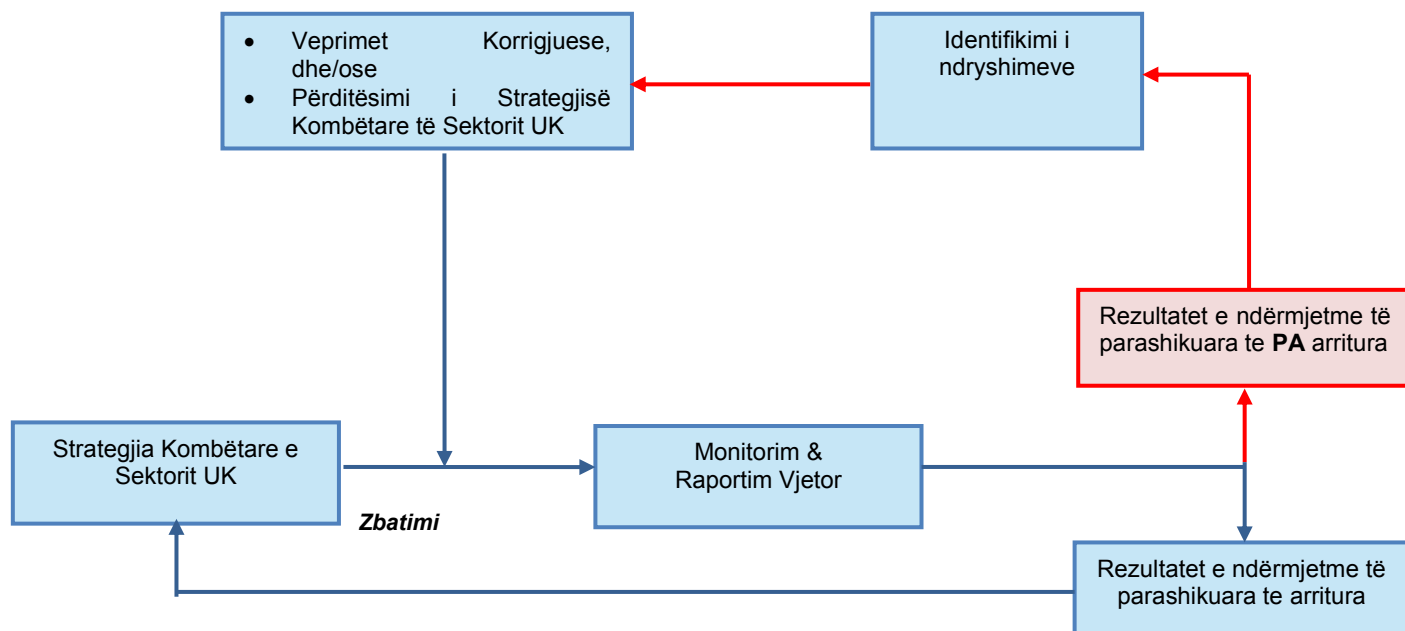 • Veprimet Korrigjuese,
dhe/ose
• Përditësimi i Strategjisë
Kombëtare të Sektorit UK
Identifikimi i
ndryshimeve
Rezultatet e ndërmjetme të
parashikuara te PA arritura
Strategjia Kombëtare e
Sektorit UK
Zbatimi
Monitorim &
Raportim Vjetor
Rezultatet e ndërmjetme të
parashikuara te arritura